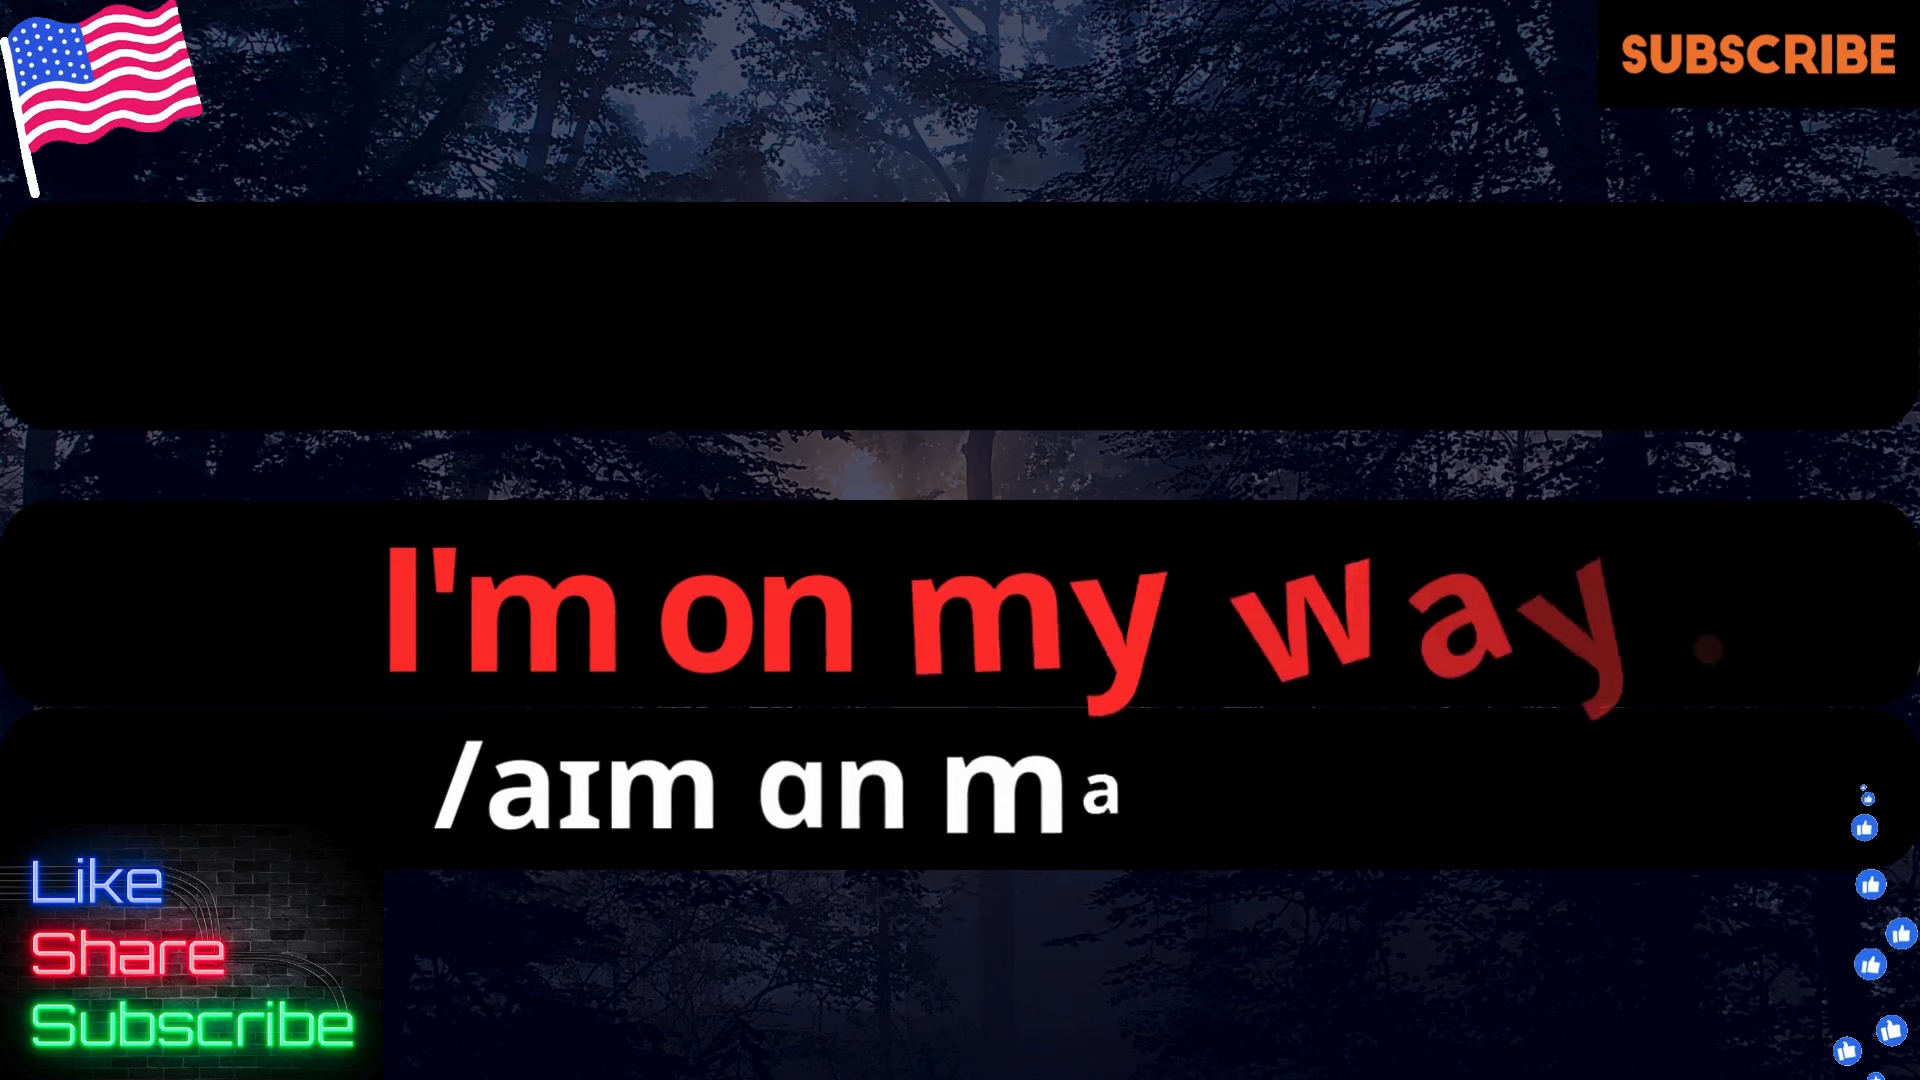 SUBSCRIBE
I'm on my way.
/aɪm ɑn ma
Like
Share
Subscribe